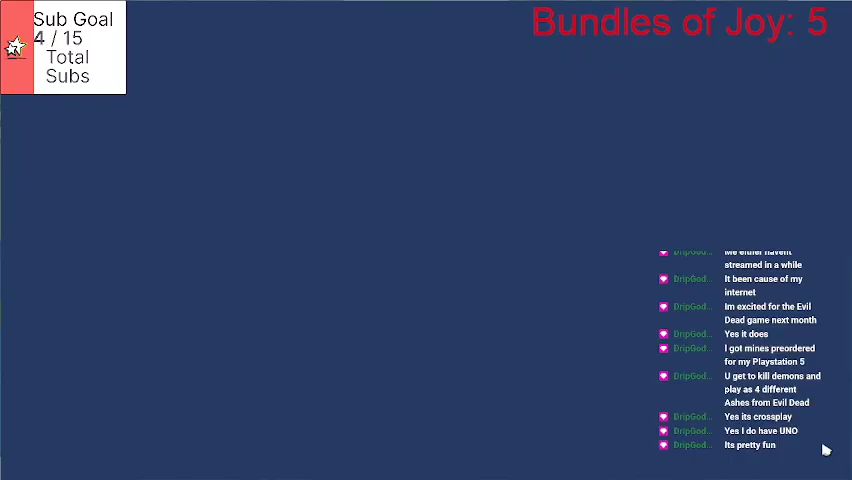 Sub Goal
4 / 15
Total
Subs
Bundles of Joy: 5
DripGod... Me either havent
streamed in a while
DripGod... It been cause of my
internet
DripGod... Im excited for the Evil
Dead game next month
DripGod... Yes it does
DripGod... I got mines preordered
for my Playstation 5
DripGod... U get to kill demons and
play as 4 different
Ashes from Evil Dead
DripGod... Yes its crossplay
DripGod... Yes I do have UNO
DripGod... Its pretty fun